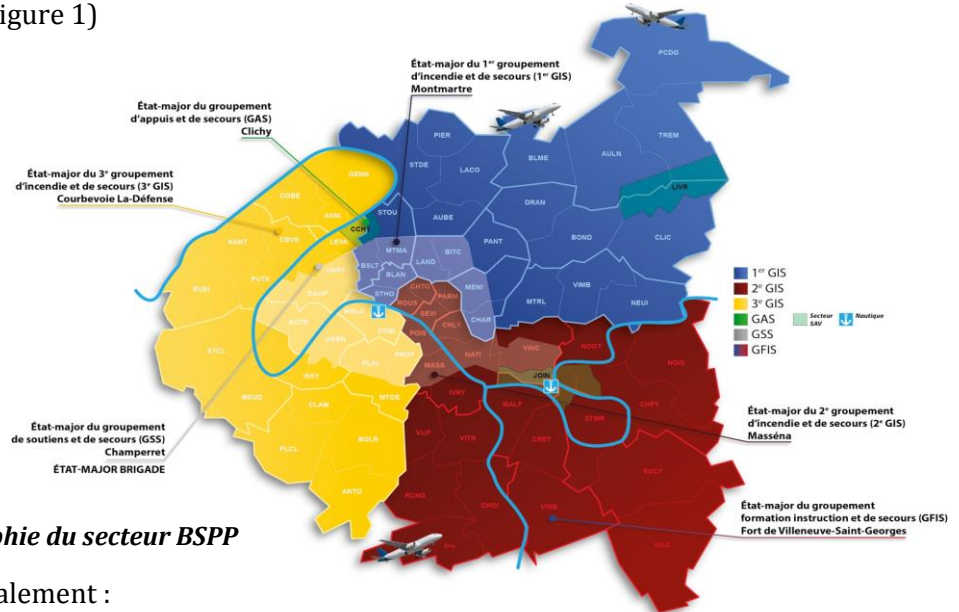 igure 1)
État-major du 1er groupement
d'incendie et de secours (1er GIS)
Montmartre
État-major du groupement
d'appuis et de secours (GAS)
Clichy
État-major du 3e groupement
d'incendie et de secours (3e GIS)
Courbevoie La-Défense
PCDG
TREM
AULN
BLME
PIER
STDE
LACO
LIVR
GENN
COBE
ASNI
DRAN
STOU
AUBE
CCHY
BOND
CLIC
NANT
CBVE
LEVA
MTMA
BITC
PANT
BSLT
LAND
BLAN
PUTX
RUEI
STHO
MENI
VIMB
CHTO
ROUS
PARM
MTRL
NEUI
DAUP
SEVI
CHAR
AUTE
MALA
COBI
POIS
CHLY
GREN
NATI
VINC
NOGT
STCL
PLAI
PROY
MASS
JOIN
NOIS
ISSY
IVRY
MEUD
CLAM
MTGE
MALF
STMR
CHPY
VIJF
VITR
CRET
PLCL
BGLR
SUCY
ANTO
RUNG
CHOI
VISG
VILC
1er GIS
2e GIS
3e GIS
GAS
Secteur
SAV
Nautique
GSS
GFIS
État-major du groupement
de soutiens et de secours (GSS)
Champerret
ÉTAT-MAJOR BRIGADE
État-major du 2e groupement
d'incendie et de secours (2e GIS)
Masséna
État-major du groupement
formation instruction et de secours (GFIS)
Fort de Villeneuve-Saint-Georges
phie du secteur BSPP
alement :